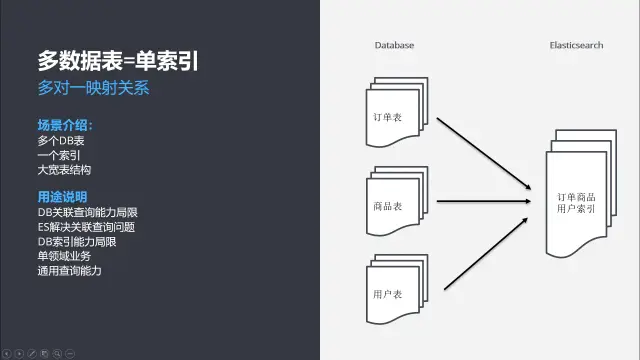 多数据表=单索引
多对一映射关系
场景介绍：
多个DB表
一个索引
大宽表结构
用途说明
DB关联查询能力局限
ES解决关联查询问题
DB索引能力局限
单领域业务
通用查询能力
Database
Elasticsearch
订单表
商品表
用户表
订单商品
用户索引